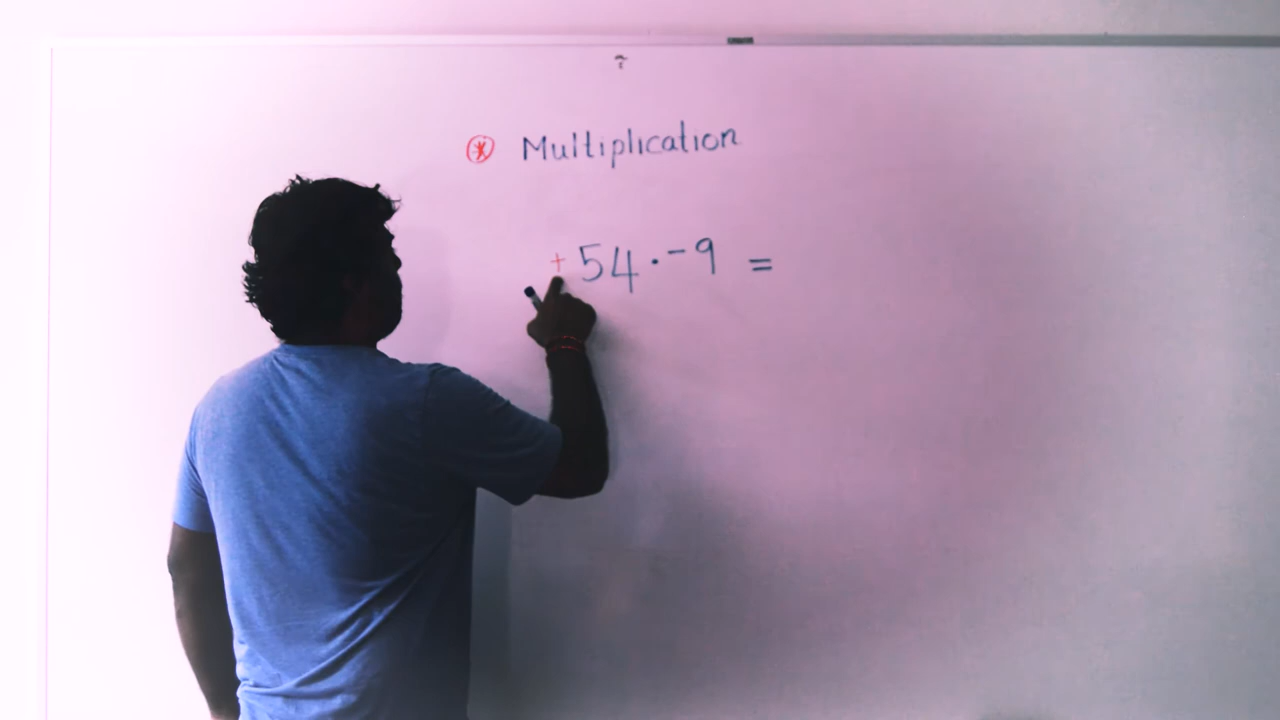 ⊛ Multiplication
+54·-9 =